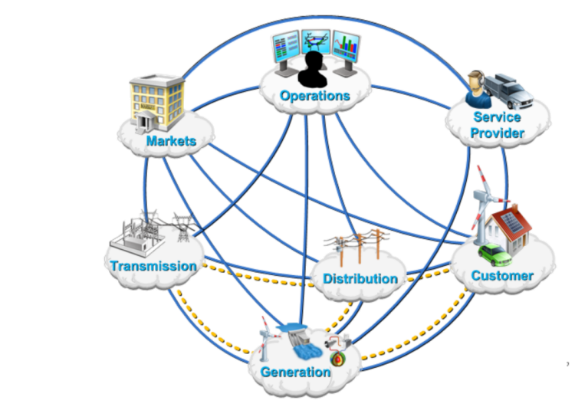 Operations
Markets
Service
Provider
Transmission
Distribution
Customer
Generation
,